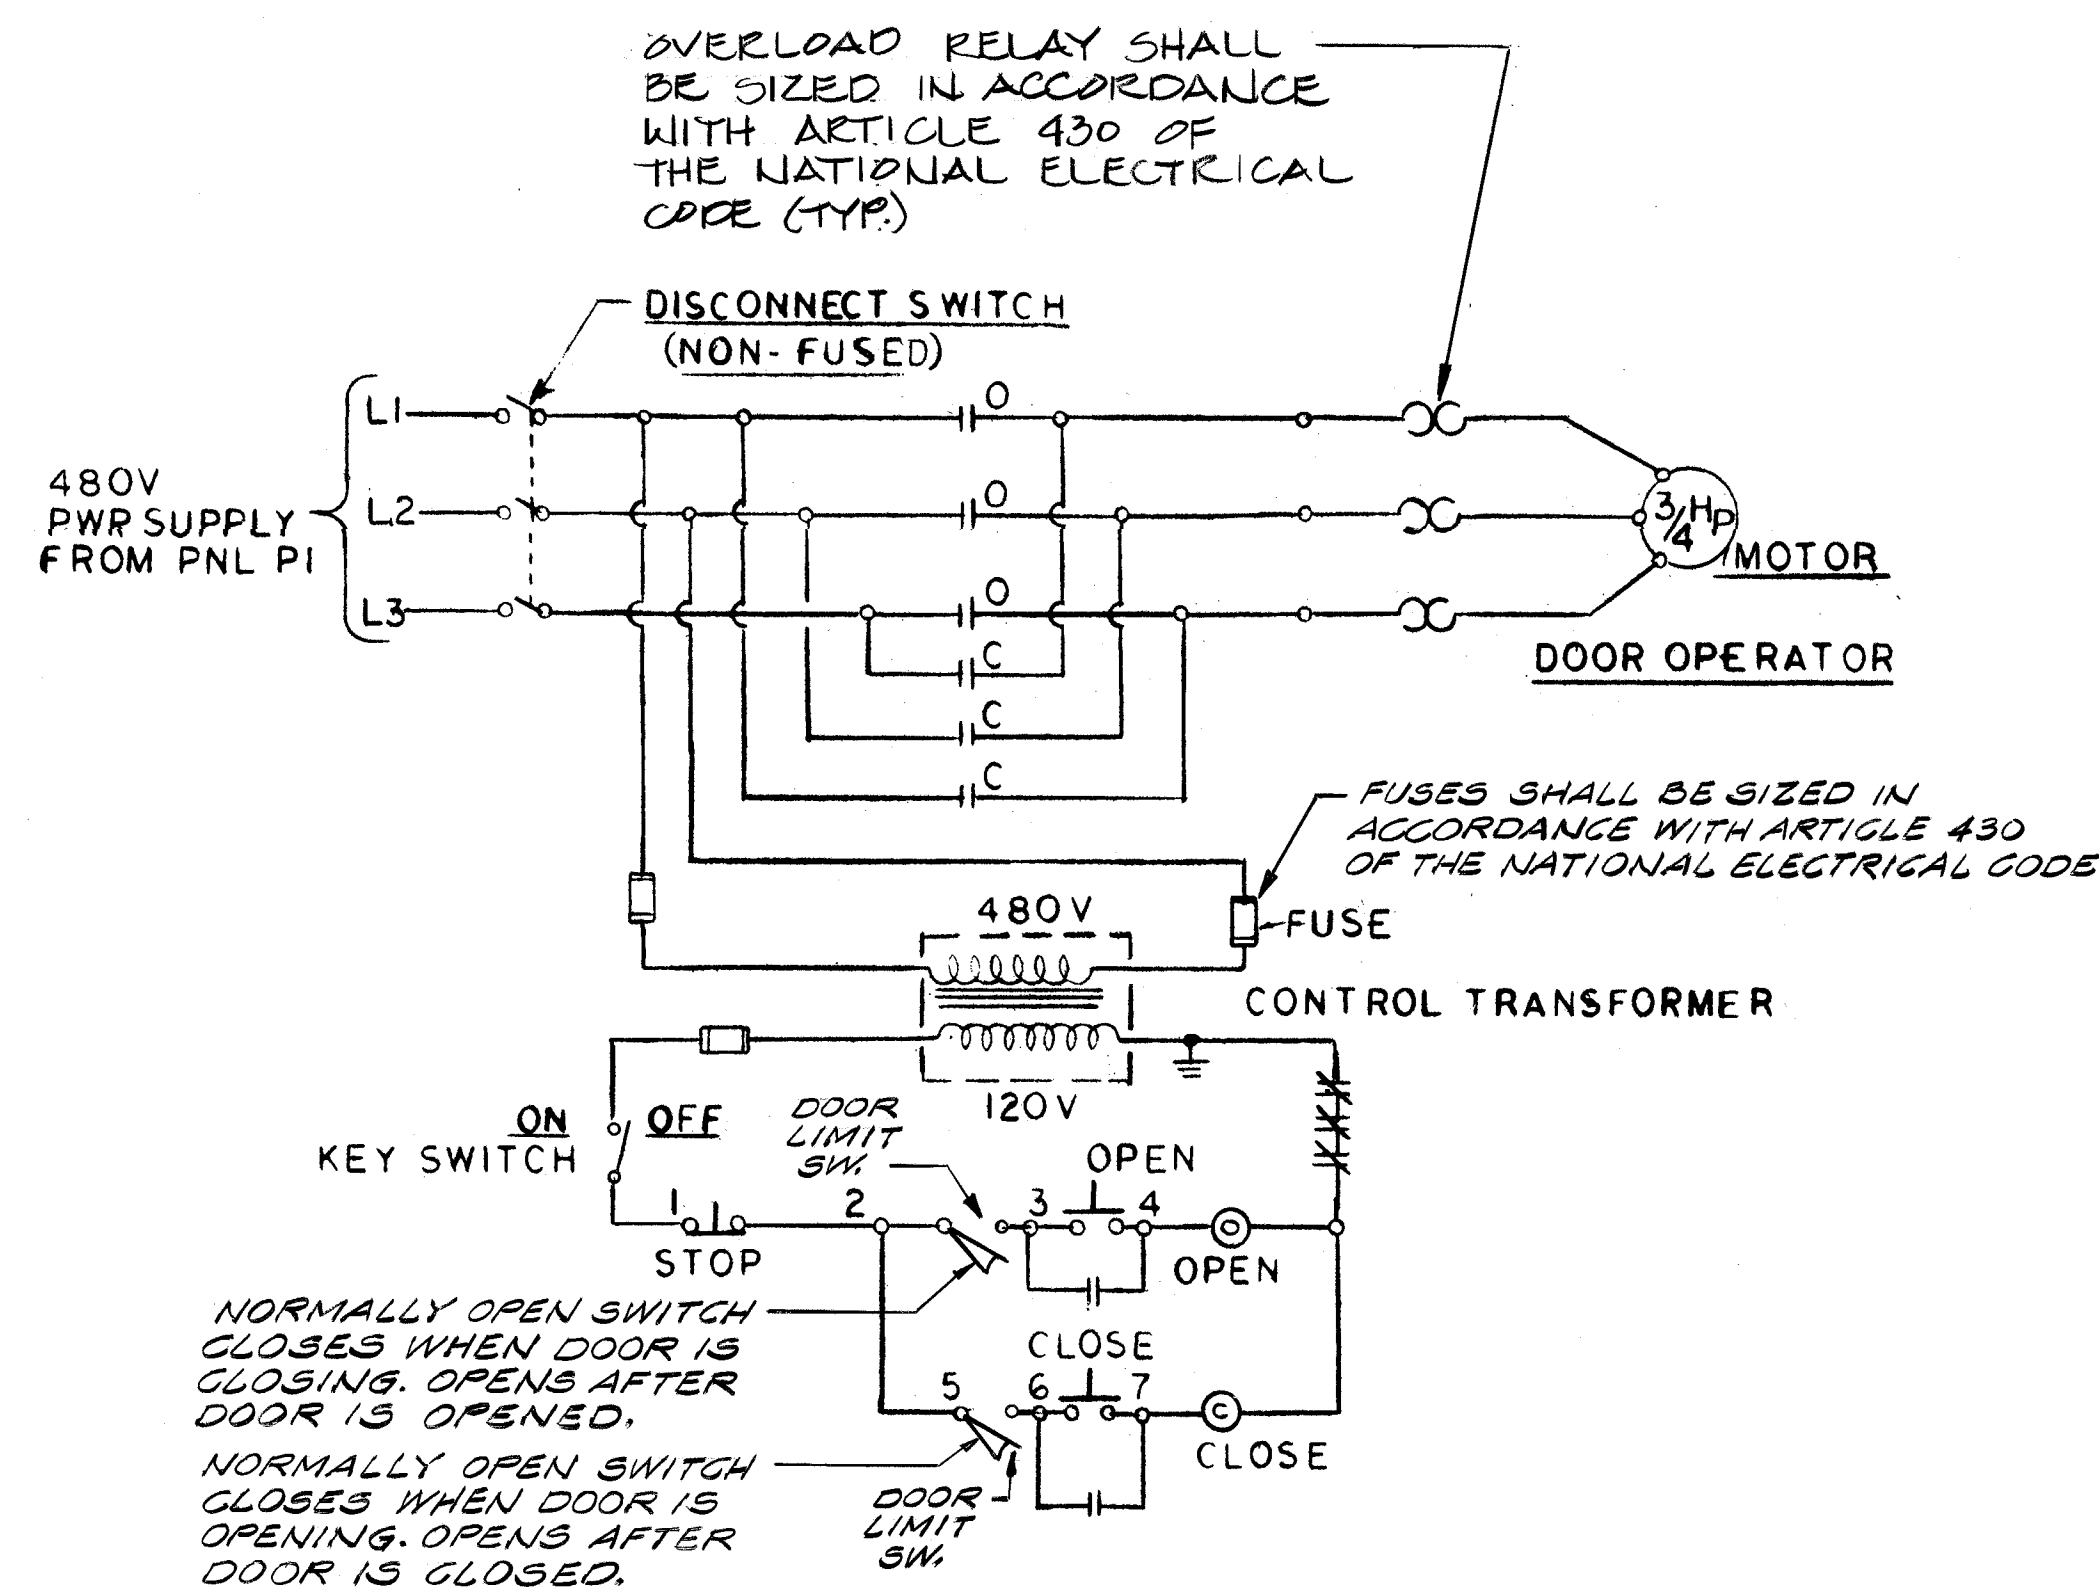 OVERLOAD RELAY SHALL
BE SIZED IN ACCORDANCE
WITH ARTICLE 430 OF
THE NATIONAL ELECTRICAL
CODE (TYP.)
DISCONNECT SWITCH
(NON-FUSED)
480V
PWR SUPPLY
FROM PNL P1
L1
L2
L3
O
O
O
C
C
C
3/4 HP
MOTOR
DOOR OPERATOR
FUSES SHALL BE SIZED IN
ACCORDANCE WITH ARTICLE 430
OF THE NATIONAL ELECTRICAL CODE
FUSE
480V
CONTROL TRANSFORMER
120V
ON
OFF
KEY SWITCH
DOOR
LIMIT
SW.
OPEN
1
2
3
4
O
STOP
OPEN
NORMALLY OPEN SWITCH
CLOSES WHEN DOOR IS
CLOSING. OPENS AFTER
DOOR IS OPENED.
CLOSE
5
6
7
C
CLOSE
NORMALLY OPEN SWITCH
CLOSES WHEN DOOR IS
OPENING. OPENS AFTER
DOOR IS CLOSED.
DOOR
LIMIT
SW.